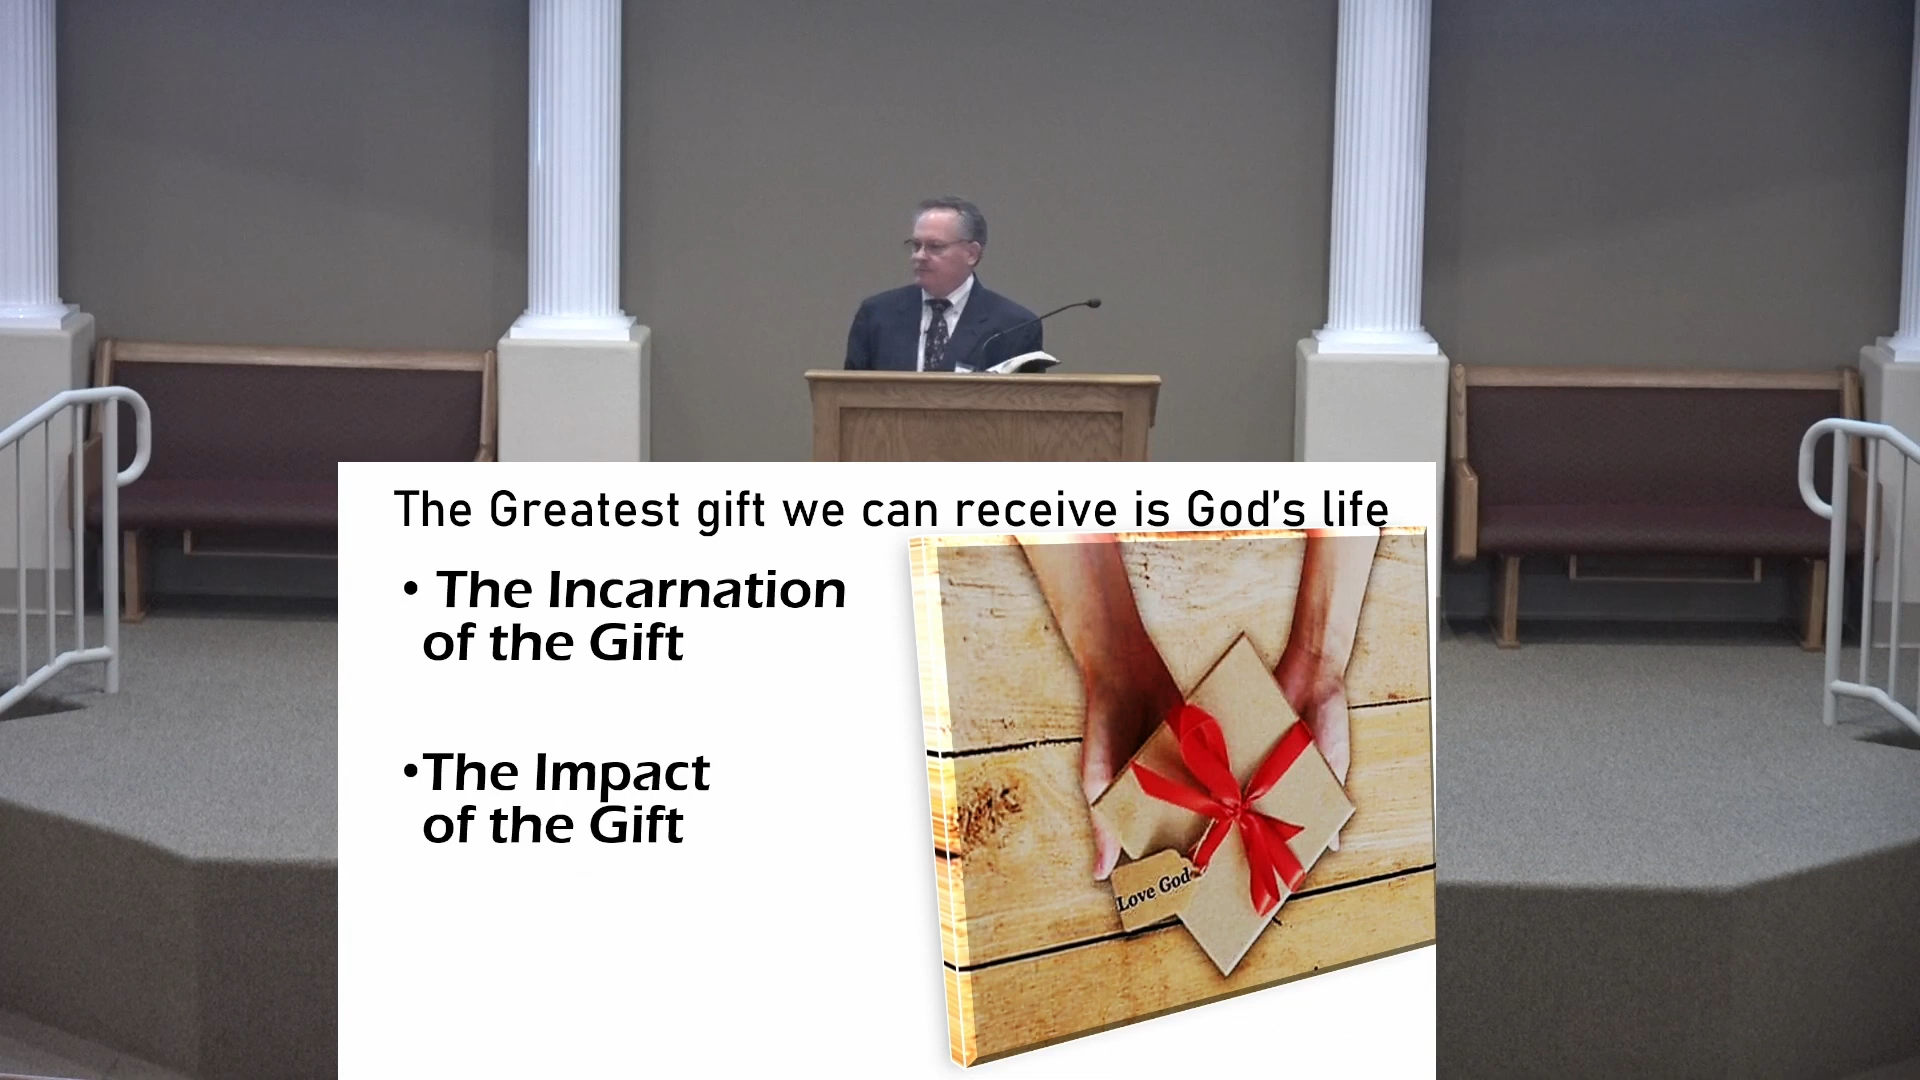 The Greatest gift we can receive is God's life
• The Incarnation
of the Gift
•The Impact
of the Gift
Love God